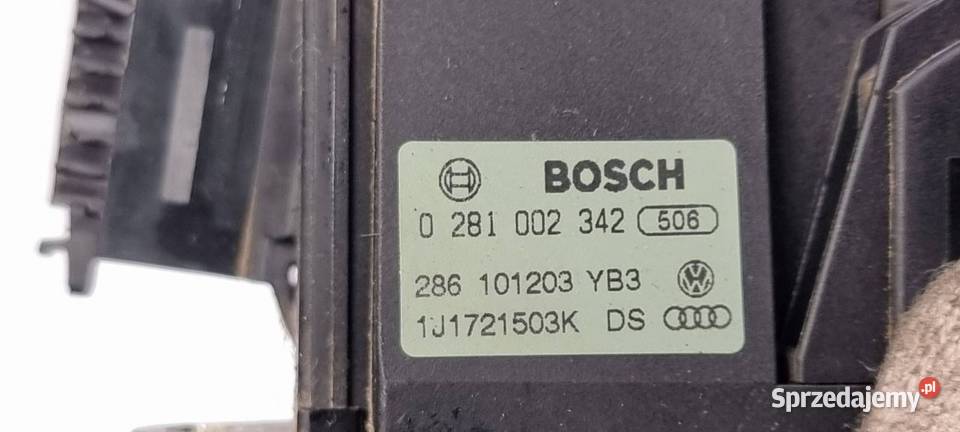 BOSCH
0 281 002 342 506
286 101203 YB3
1J1721503K DS
Sprzedajemy.pl